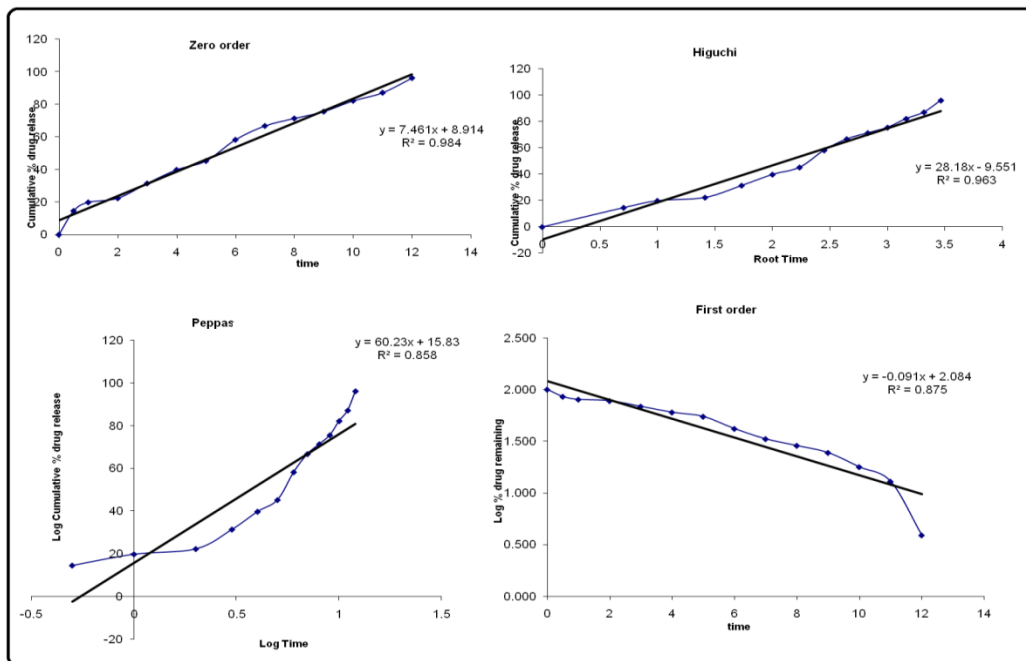 Zero order
Cumulative % drug relase
120
100
80
60
40
20
0
0 2 4 6 8 10 12 14
time
y = 7.461x + 8.914
R² = 0.984
Higuchi
Cumulative % drug release
120
100
80
60
40
20
0
-20
0 0.5 1 1.5 2 2.5 3 3.5 4
Root Time
y = 28.18x - 9.551
R² = 0.963
Peppas
Log Cumulative % drug release
120
100
80
60
40
20
0
-20
-0.5 0 0.5 1 1.5
Log Time
y = 60.23x + 15.83
R² = 0.858
First order
Log % drug remaining
2.500
2.000
1.500
1.000
0.500
0.000
0 2 4 6 8 10 12 14
time
y = -0.091x + 2.084
R² = 0.875